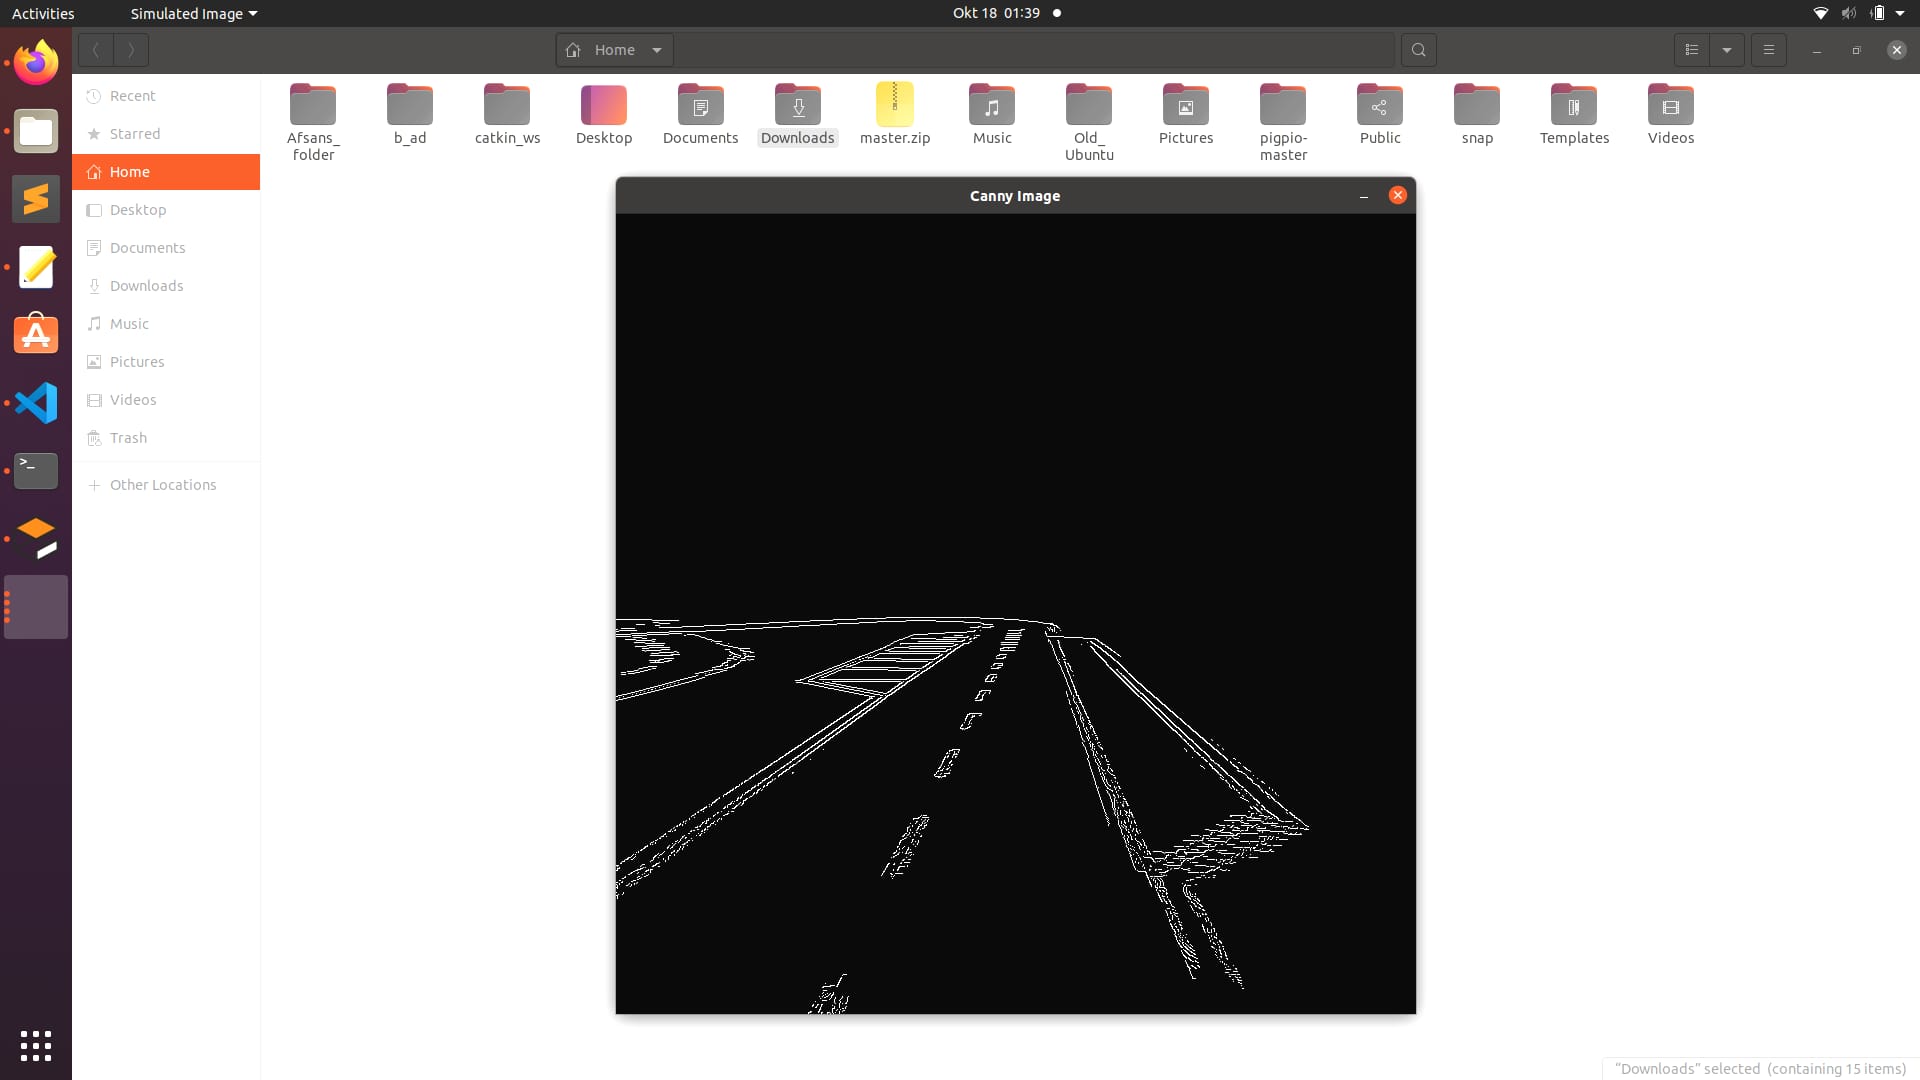 Activities
Simulated Image
Okt 18 01:39
Home
Recent
Starred
Home
Desktop
Documents
Downloads
Music
Pictures
Videos
Trash
Other Locations
Afsans_
folder
b_ad
catkin_ws
Desktop
Documents
Downloads
master.zip
Music
Old_
Ubuntu
Pictures
pigpio-
master
Public
snap
Templates
Videos
Canny Image
"Downloads" selected (containing 15 items)